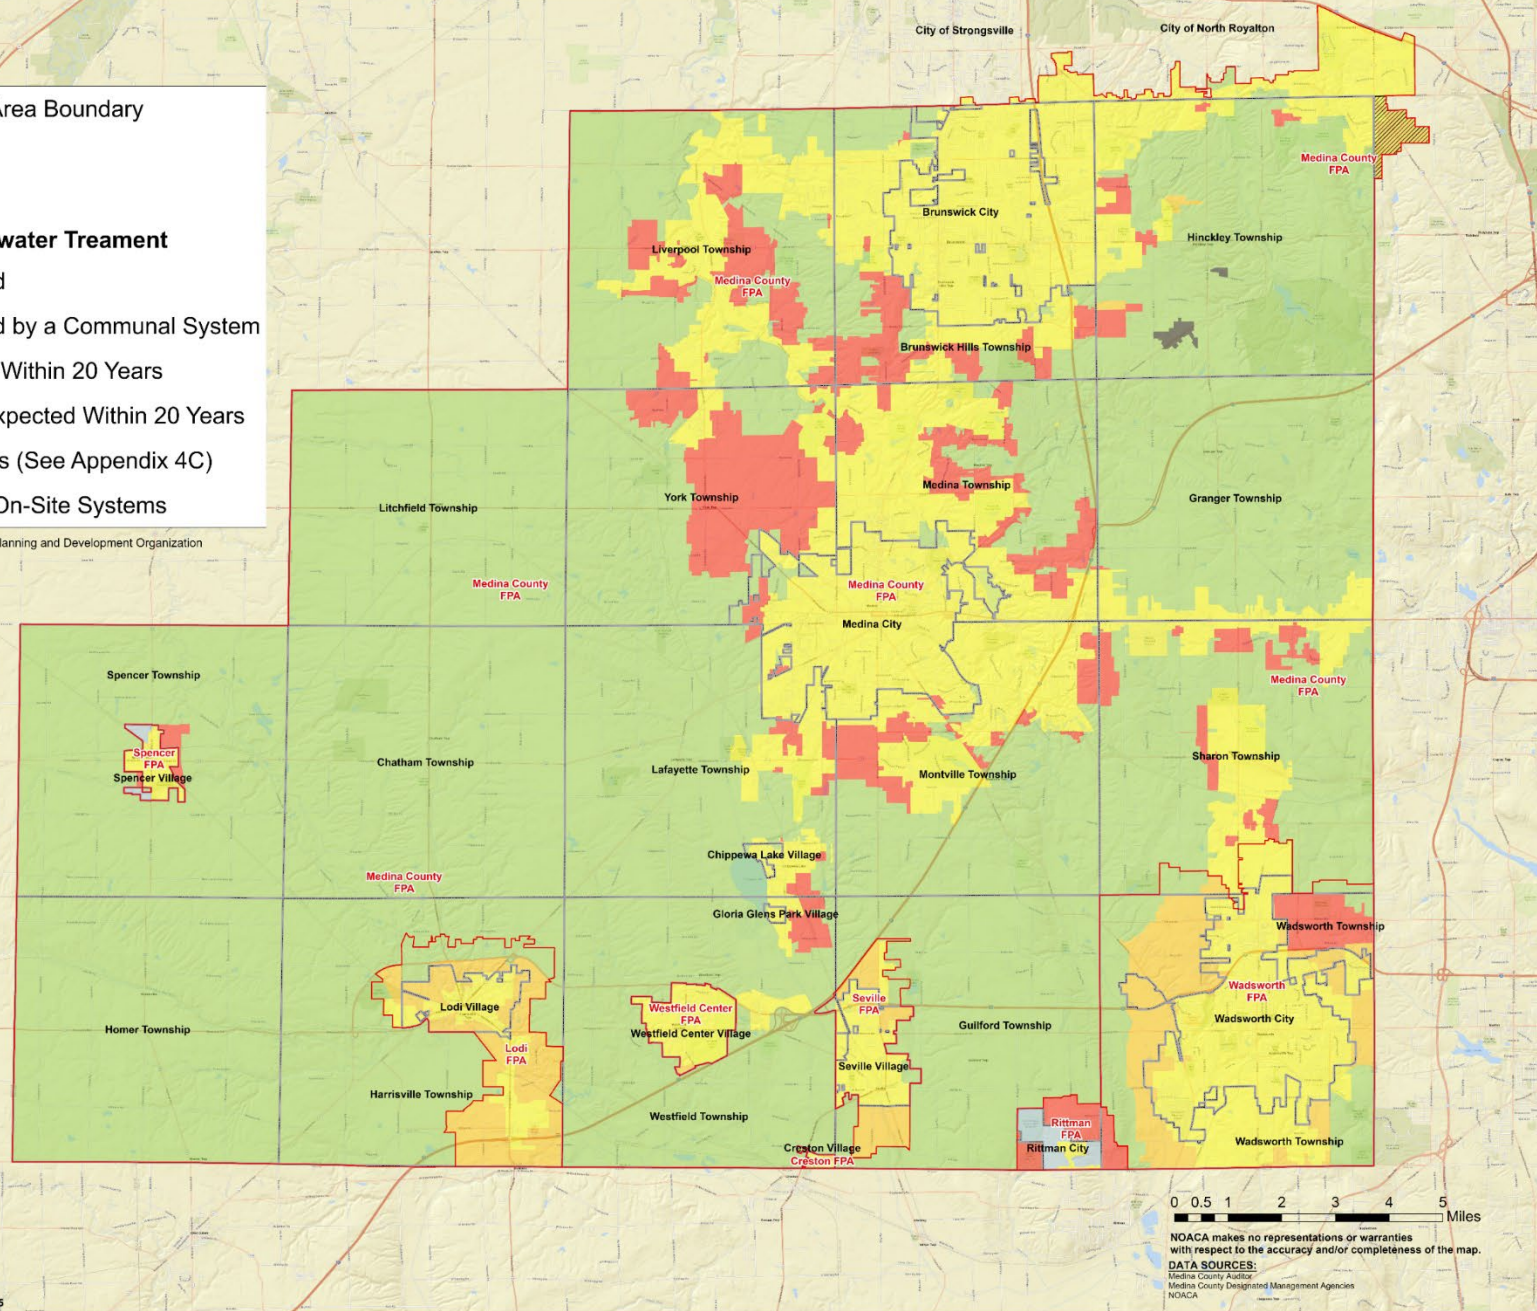 City of Strongsville
City of North Royalton
Area Boundary
water Treament
d
d by a Communal System
Within 20 Years
xpected Within 20 Years
s (See Appendix 4C)
On-Site Systems
lanning and Development Organization
Medina County
FPA
Brunswick City
Hinckley Township
Liverpool Township
Medina County
FPA
Brunswick Hills Township
Litchfield Township
York Township
Medina Township
Granger Township
Medina County
FPA
Medina County
FPA
Medina City
Spencer Township
Medina County
FPA
Spencer
FPA
Spencer Village
Chatham Township
Lafayette Township
Montville Township
Sharon Township
Chippewa Lake Village
Medina County
FPA
Gloria Glens Park Village
Wadsworth Township
Lodi Village
Westfield Center
FPA
Westfield Center Village
Seville
FPA
Wadsworth
FPA
Wadsworth City
Homer Township
Guilford Township
Lodi
FPA
Seville Village
Harrisville Township
Westfield Township
Rittman
FPA
Rittman City
Wadsworth Township
Creston Village
Creston FPA
0 0.5 1 2 3 4 5
Miles
NOACA makes no representations or warranties
with respect to the accuracy and/or completeness of the map.
DATA SOURCES:
Medina County Auditor
Medina County Designated Management Agencies
NOACA